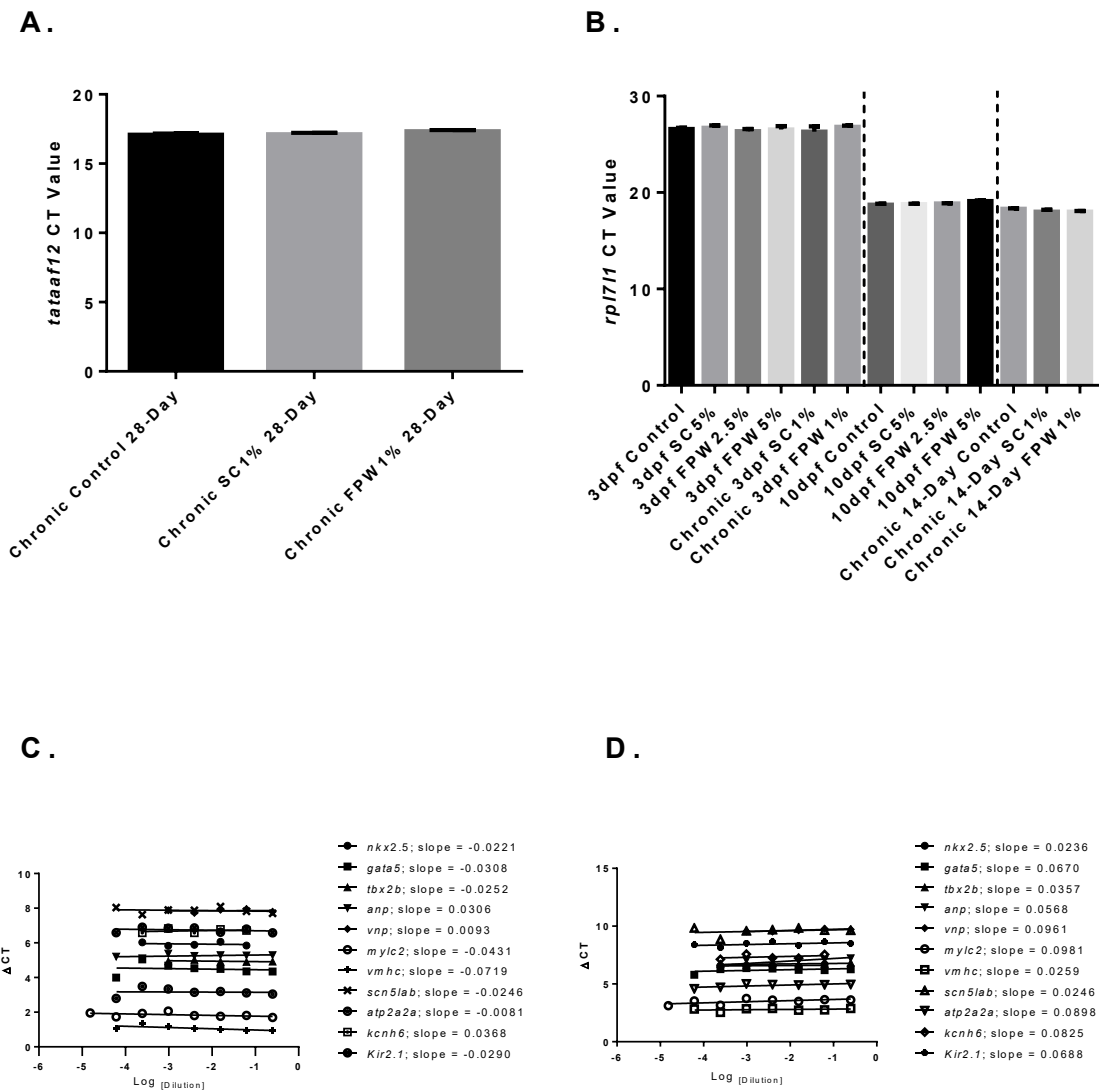 A.
B.
20
15
10
5
0
tataaf12 CT Value
Chronic Control 28-Day
Chronic SC1% 28-Day
Chronic FPW1% 28-Day
30
20
10
0
rpl7l1 CT Value
3dpf Control
3dpf SC5%
3dpf FPW2.5%
3dpf FPW5%
Chronic 3dpf SC1%
Chronic 3dpf FPW1%
10dpf Control
10dpf SC5%
10dpf FPW2.5%
10dpf FPW5%
Chronic 14-Day Control
Chronic 14-Day SC1%
Chronic 14-Day FPW1%
C.
D.
8
6
4
2
0
ΔCT
-6 -5 -4 -3 -2 -1 0
Log [Dilution]
nkx2.5; slope = -0.0221
gata5; slope = -0.0308
tbx2b; slope = -0.0252
anp; slope = 0.0306
vnp; slope = 0.0093
mylc2; slope = -0.0431
vmhc; slope = -0.0719
scn5lab; slope = -0.0246
atp2a2a; slope = -0.0081
kcnh6; slope = 0.0368
Kir2.1; slope = -0.0290
15
10
5
0
ΔCT
-6 -5 -4 -3 -2 -1 0
Log [Dilution]
nkx2.5; slope = 0.0236
gata5; slope = 0.0670
tbx2b; slope = 0.0357
anp; slope = 0.0568
vnp; slope = 0.0961
mylc2; slope = 0.0981
vmhc; slope = 0.0259
scn5lab; slope = 0.0246
atp2a2a; slope = 0.0898
kcnh6; slope = 0.0825
Kir2.1; slope = 0.0688